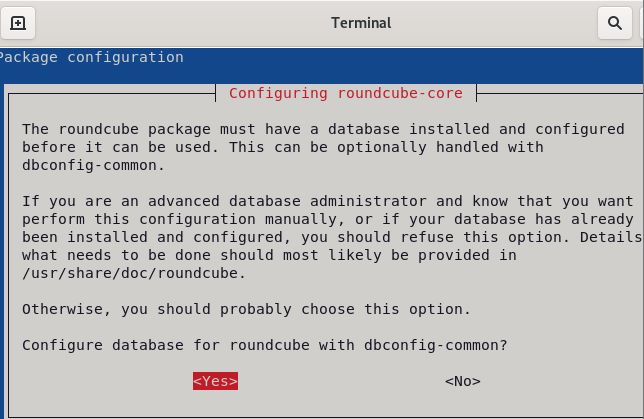 Terminal
Package configuration
Configuring roundcube-core
The roundcube package must have a database installed and configured
before it can be used. This can be optionally handled with
dbconfig-common.
If you are an advanced database administrator and know that you want
perform this configuration manually, or if your database has already
been installed and configured, you should refuse this option. Details
what needs to be done should most likely be provided in
/usr/share/doc/roundcube.
Otherwise, you should probably choose this option.
Configure database for roundcube with dbconfig-common?
<Yes> <No>